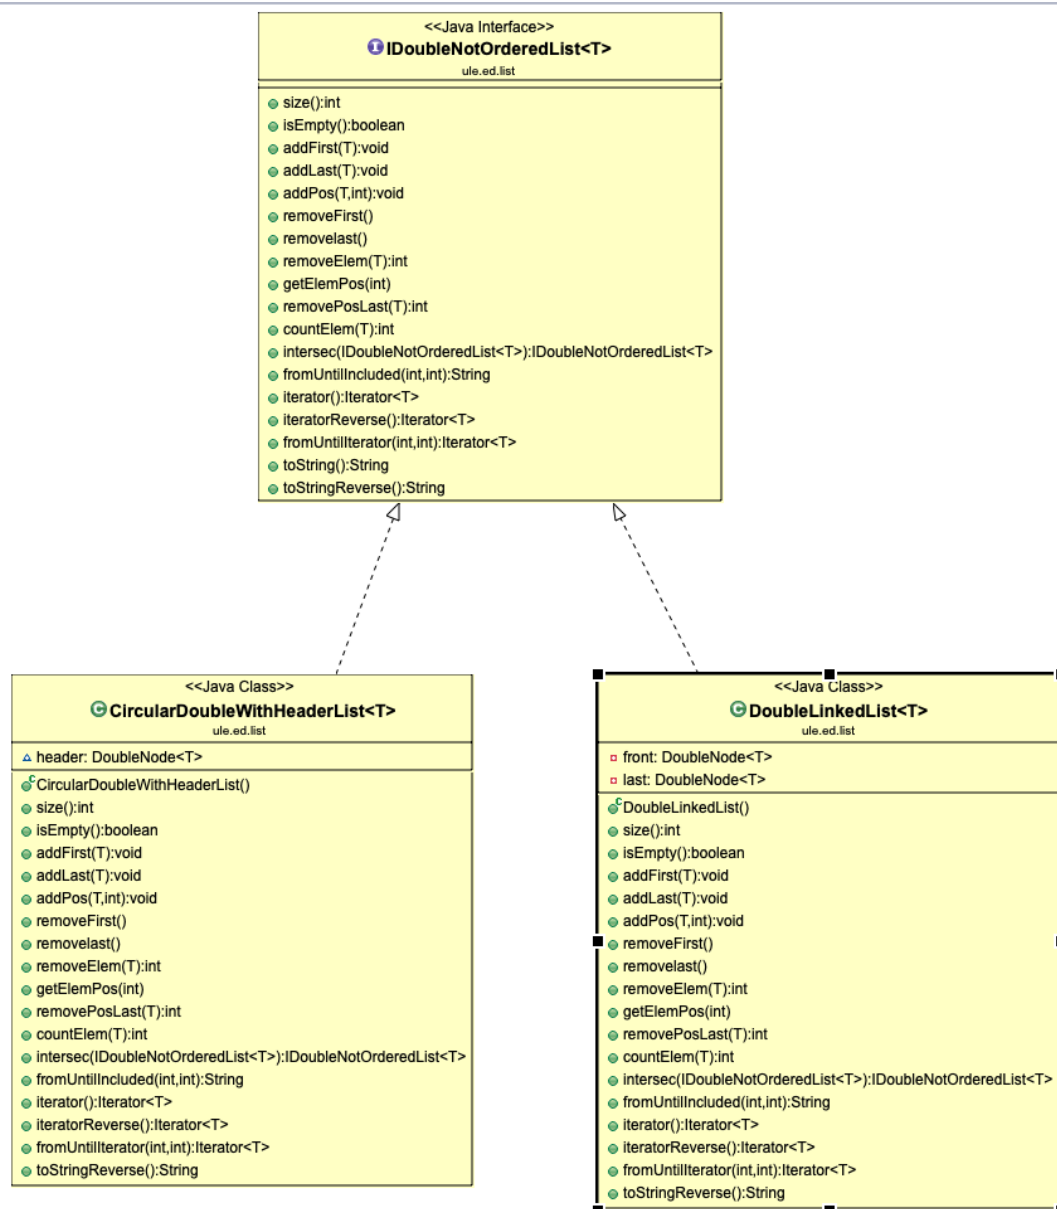 <<Java Interface>>
IDoubleNotOrderedList<T>
ule.ed.list
size():int
isEmpty():boolean
addFirst(T):void
addLast(T):void
addPos(T,int):void
removeFirst()
removelast()
removeElem(T):int
getElemPos(int)
removePosLast(T):int
countElem(T):int
intersec(IDoubleNotOrderedList<T>):IDoubleNotOrderedList<T>
fromUntilIncluded(int,int):String
iterator():Iterator<T>
iteratorReverse():Iterator<T>
fromUntilIterator(int,int):Iterator<T>
toString():String
toStringReverse():String
<<Java Class>>
CircularDoubleWithHeaderList<T>
ule.ed.list
header: DoubleNode<T>
CircularDoubleWithHeaderList()
size():int
isEmpty():boolean
addFirst(T):void
addLast(T):void
addPos(T,int):void
removeFirst()
removelast()
removeElem(T):int
getElemPos(int)
removePosLast(T):int
countElem(T):int
intersec(IDoubleNotOrderedList<T>):IDoubleNotOrderedList<T>
fromUntilIncluded(int,int):String
iterator():Iterator<T>
iteratorReverse():Iterator<T>
fromUntilIterator(int,int):Iterator<T>
toStringReverse():String
<<Java Class>>
DoubleLinkedList<T>
ule.ed.list
front: DoubleNode<T>
last: DoubleNode<T>
DoubleLinkedList()
size():int
isEmpty():boolean
addFirst(T):void
addLast(T):void
addPos(T,int):void
removeFirst()
removelast()
removeElem(T):int
getElemPos(int)
removePosLast(T):int
countElem(T):int
intersec(IDoubleNotOrderedList<T>):IDoubleNotOrderedList<T>
fromUntilIncluded(int,int):String
iterator():Iterator<T>
iteratorReverse():Iterator<T>
fromUntilIterator(int,int):Iterator<T>
toStringReverse():String